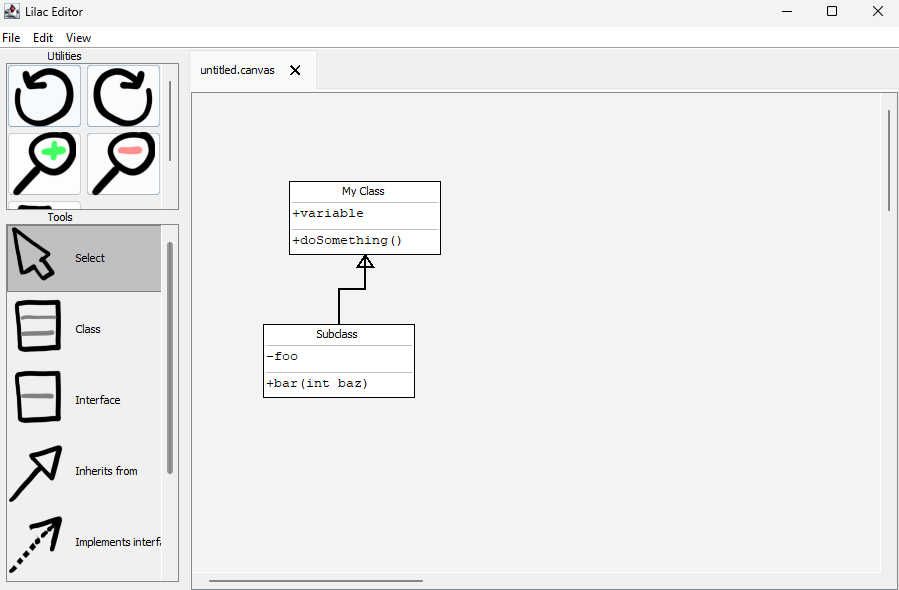 Lilac Editor
File Edit View
Utilities
untitled.canvas
Tools
Select
Class
Interface
Inherits from
Implements interfa
My Class
+variable
+doSomething()
Subclass
-foo
+bar(int baz)